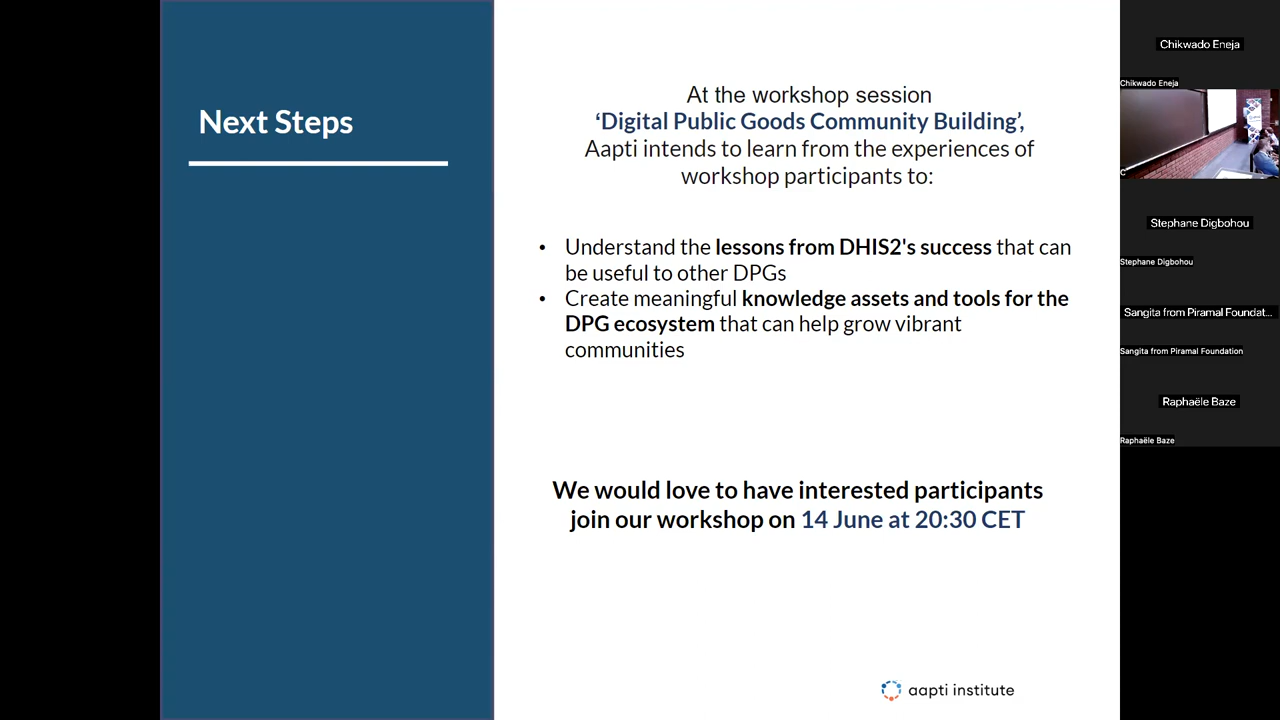 Next Steps
At the workshop session
‘Digital Public Goods Community Building’,
Aapti intends to learn from the experiences of
workshop participants to:
• Understand the lessons from DHIS2's success that can
be useful to other DPGs
• Create meaningful knowledge assets and tools for the
DPG ecosystem that can help grow vibrant
communities
We would love to have interested participants
join our workshop on 14 June at 20:30 CET
aapti institute
Chikwado Eneja
Chikwado Eneja
C
Stephane Digbohou
Stephane Digbohou
Sangita from Piramal Foundat...
Sangita from Piramal Foundation
Raphaële Baze
Raphaële Baze